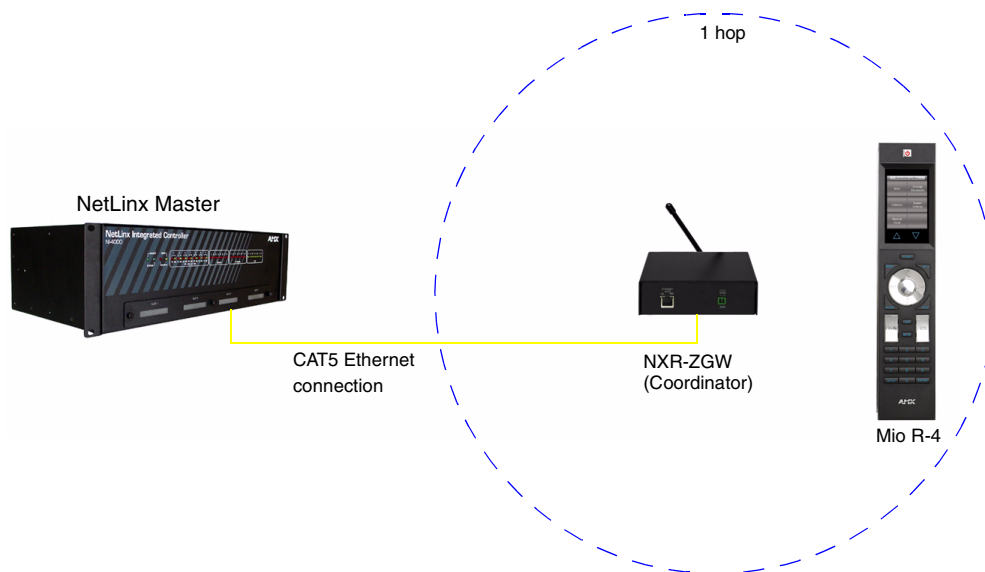 1 hop
NetLinx Master
NetLinx Integrated Controller
NI-4000
AMX
CAT5 Ethernet
connection
NXR-ZGW
(Coordinator)
AMX
Mio R-4